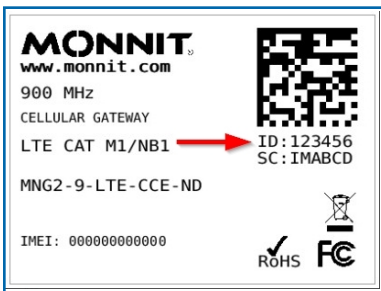 MONNIT®
www.monnit.com
900 MHz
CELLULAR GATEWAY
LTE CAT M1/NB1
ID:123456
SC:IMABCD
MNG2-9-LTE-CCE-ND
IMEI: 000000000000
RoHS
FC